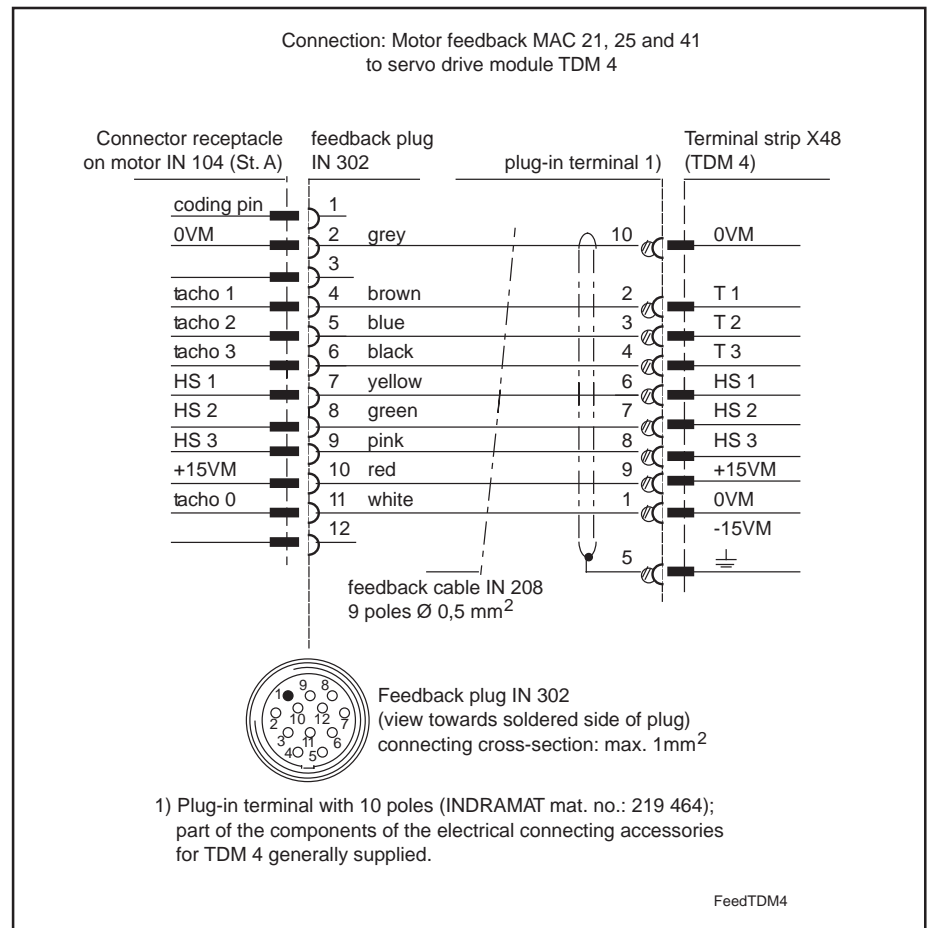 Connection: Motor feedback MAC 21, 25 and 41
to servo drive module TDM 4
Connector receptacle
on motor IN 104 (St. A)
feedback plug
IN 302
plug-in terminal 1)
Terminal strip X48
(TDM 4)
coding pin 1
0VM 2 grey 10 0VM
3
tacho 1 4 brown 2 T 1
tacho 2 5 blue 3 T 2
tacho 3 6 black 4 T 3
HS 1 7 yellow 6 HS 1
HS 2 8 green 7 HS 2
HS 3 9 pink 8 HS 3
+15VM 10 red 9 +15VM
tacho 0 11 white 1 0VM
12 -15VM
5
feedback cable IN 208
9 poles Ø 0,5 mm2
1 9 8
2 10 12 7
3 11 6
4 5
Feedback plug IN 302
(view towards soldered side of plug)
connecting cross-section: max. 1mm2
1) Plug-in terminal with 10 poles (INDRAMAT mat. no.: 219 464);
part of the components of the electrical connecting accessories
for TDM 4 generally supplied.
FeedTDM4